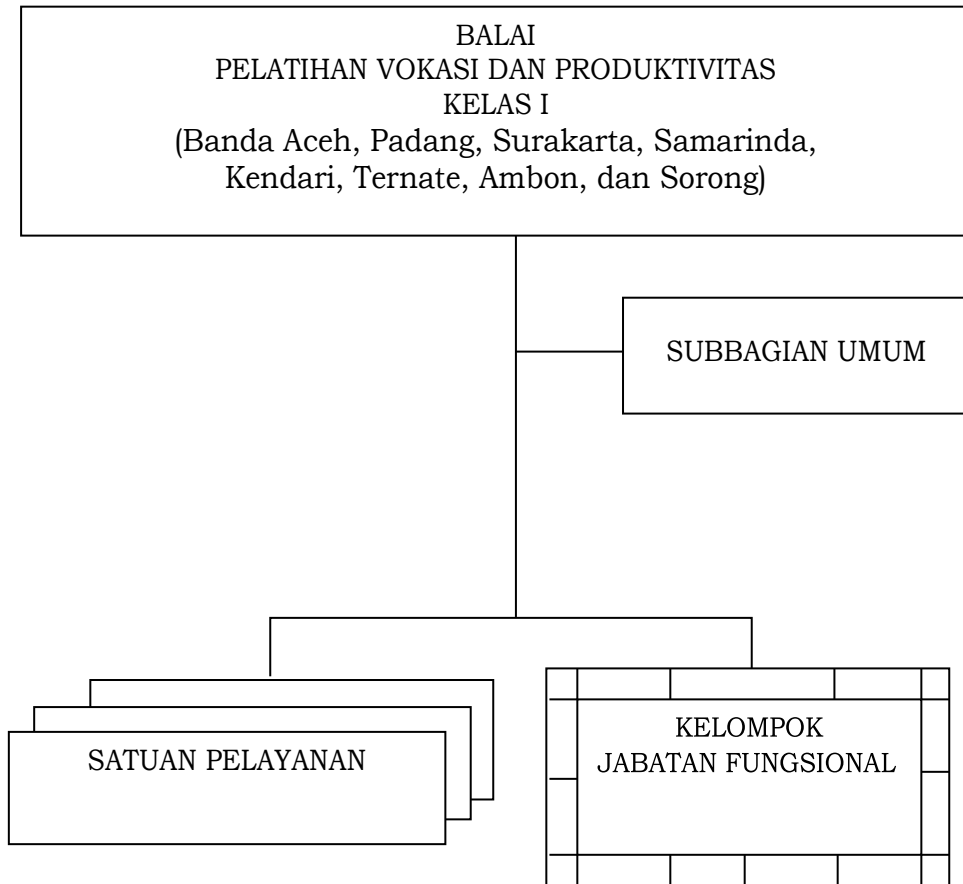 BALAI
PELATIHAN VOKASI DAN PRODUKTIVITAS
KELAS I
(Banda Aceh, Padang, Surakarta, Samarinda,
Kendari, Ternate, Ambon, dan Sorong)
SUBBAGIAN UMUM
SATUAN PELAYANAN
KELOMPOK
JABATAN FUNGSIONAL